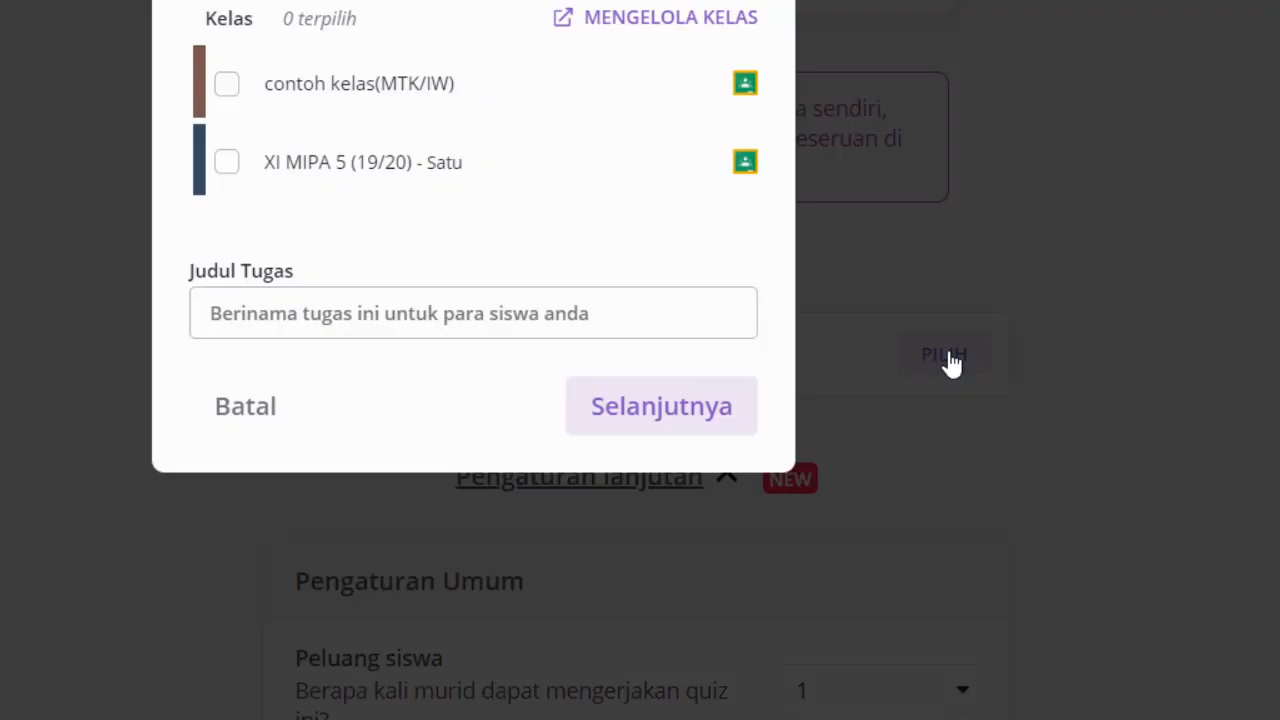 Kelas 0 terpilih MENGELOLA KELAS
contoh kelas(MTK/IW)
a sendiri,
eseruan di
XI MIPA 5 (19/20) - Satu
Judul Tugas
Berinama tugas ini untuk para siswa anda
PILIH
Batal Selanjutnya
Pengaturan lanjutan NEW
Pengaturan Umum
Peluang siswa
Berapa kali murid dapat mengerjakan quiz 1
ini?